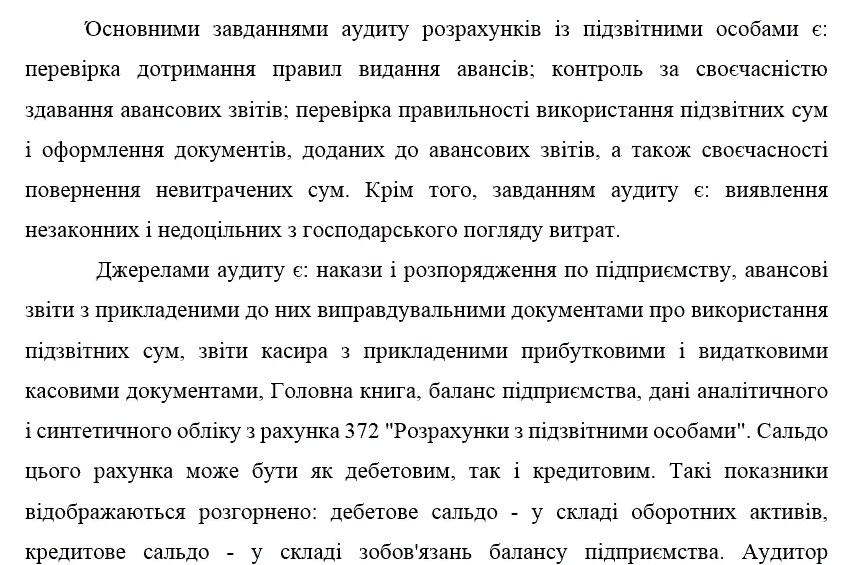 Основними завданнями аудиту розрахунків із підзвітними особами є:
перевірка дотримання правил видання авансів; контроль за своєчасністю
здавання авансових звітів; перевірка правильності використання підзвітних сум
і оформлення документів, доданих до авансових звітів, а також своєчасності
повернення невитрачених сум. Крім того, завданням аудиту є: виявлення
незаконних і недоцільних з господарського погляду витрат.
Джерелами аудиту є: накази і розпорядження по підприємству, авансові
звіти з прикладеними до них виправдувальними документами про використання
підзвітних сум, звіти касира з прикладеними прибутковими і видатковими
касовими документами, Головна книга, баланс підприємства, дані аналітичного
і синтетичного обліку з рахунка 372 "Розрахунки з підзвітними особами". Сальдо
цього рахунка може бути як дебетовим, так і кредитовим. Такі показники
відображаються розгорнено: дебетове сальдо - у складі оборотних активів,
кредитове сальдо - у складі зобов'язань балансу підприємства. Аудитор